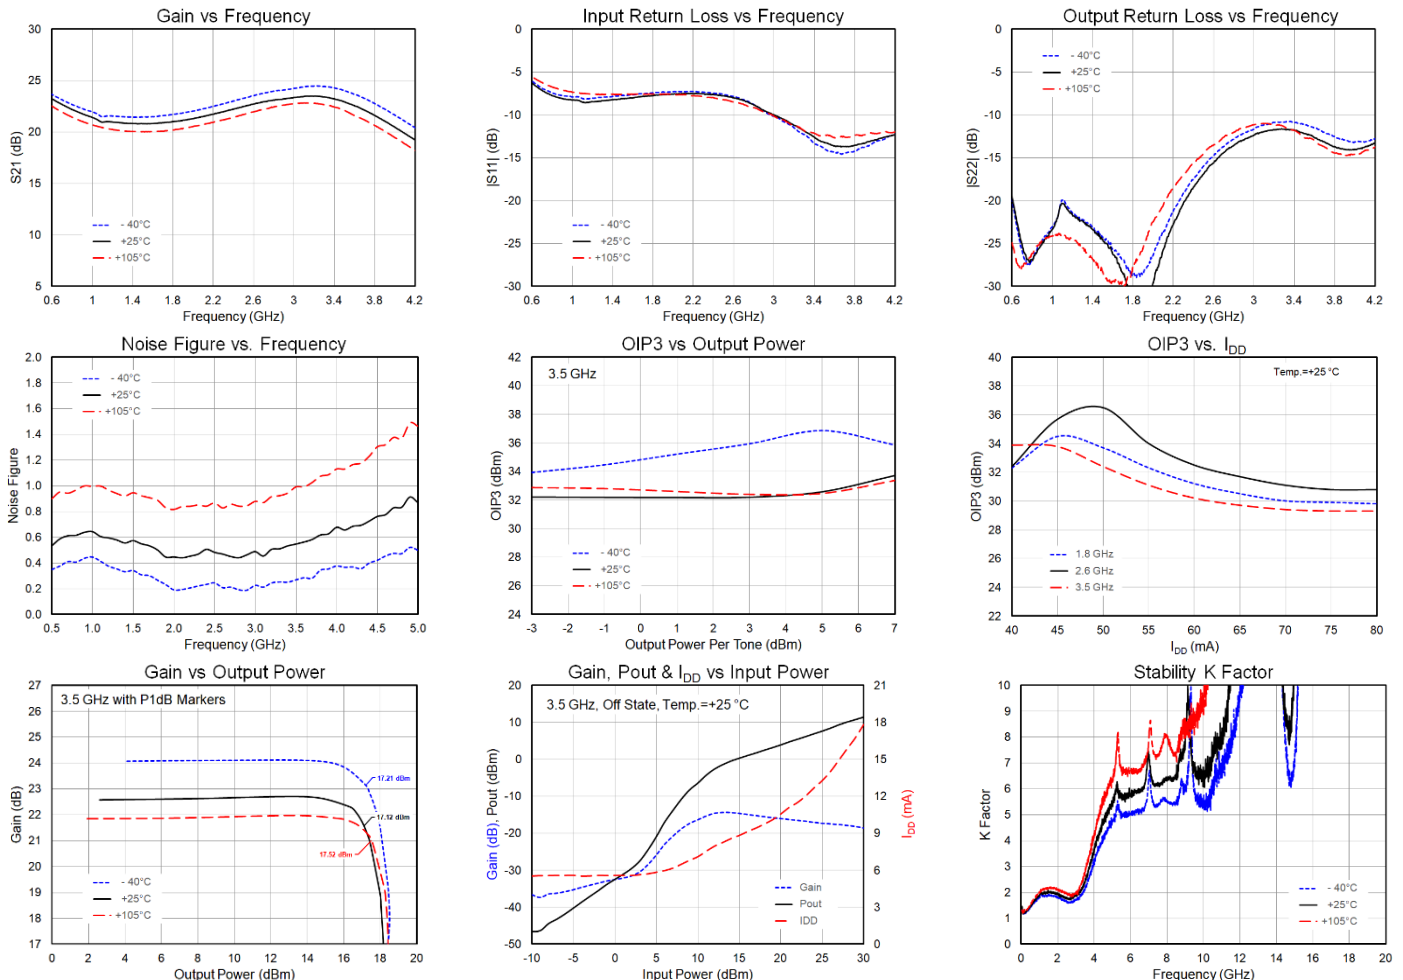 Gain vs Frequency
S21 (dB)
30
25
20
15
10
5
- 40°C
+25°C
+105°C
0.6 1 1.4 1.8 2.2 2.6 3 3.4 3.8 4.2
Frequency (GHz)
Input Return Loss vs Frequency
|S11| (dB)
0
-5
-10
-15
-20
-25
-30
- 40°C
+25°C
+105°C
0.6 1 1.4 1.8 2.2 2.6 3 3.4 3.8 4.2
Frequency (GHz)
Output Return Loss vs Frequency
|S22| (dB)
0
-5
-10
-15
-20
-25
-30
- 40°C
+25°C
+105°C
0.6 1 1.4 1.8 2.2 2.6 3 3.4 3.8 4.2
Frequency (GHz)
Noise Figure vs. Frequency
Noise Figure
2.0
1.8
1.6
1.4
1.2
1.0
0.8
0.6
0.4
0.2
0.0
- 40°C
+25°C
+105°C
0.5 1.0 1.5 2.0 2.5 3.0 3.5 4.0 4.5 5.0
Frequency (GHz)
OIP3 vs Output Power
3.5 GHz
OIP3 (dBm)
42
40
38
36
34
32
30
28
26
24
- 40°C
+25°C
+105°C
-3 -2 -1 0 1 2 3 4 5 6 7
Output Power Per Tone (dBm)
OIP3 vs. IDD
Temp.=+25 °C
OIP3 (dBm)
40
38
36
34
32
30
28
26
24
22
1.8 GHz
2.6 GHz
3.5 GHz
40 45 50 55 60 65 70 75 80
IDD (mA)
Gain vs Output Power
3.5 GHz with P1dB Markers
Gain (dB)
27
26
25
24
23
22
21
20
19
18
17
17.21 dBm
17.12 dBm
17.52 dBm
- 40°C
+25°C
+105°C
0 2 4 6 8 10 12 14 16 18 20
Output Power (dBm)
Gain, Pout & IDD vs Input Power
3.5 GHz, Off State, Temp.=+25 °C
Gain (dB), Pout (dBm)
20
10
0
-10
-20
-30
-40
-50
IDD (mA)
21
18
15
12
9
6
3
0
Gain
Pout
IDD
-10 -5 0 5 10 15 20 25 30
Input Power (dBm)
Stability K Factor
K Factor
10
9
8
7
6
5
4
3
2
1
0
- 40°C
+25°C
+105°C
0 2 4 6 8 10 12 14 16 18 20
Frequency (GHz)